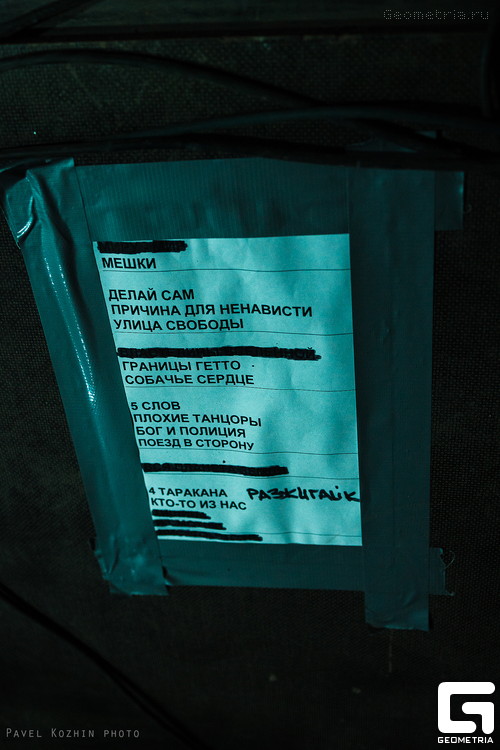 Geometria.ru
МЕШКИ
ДЕЛАЙ САМ
ПРИЧИНА ДЛЯ НЕНАВИСТИ
УЛИЦА СВОБОДЫ
ГРАНИЦЫ ГЕТТО
СОБАЧЬЕ СЕРДЦЕ
5 СЛОВ
ПЛОХИЕ ТАНЦОРЫ
БОГ И ПОЛИЦИЯ
ПОЕЗД В СТОРОНУ
4 ТАРАКАНА РАЗЖИГАЙК
КТО-ТО ИЗ НАС
PAVEL KOZHIN PHOTO
GEOMETRIA